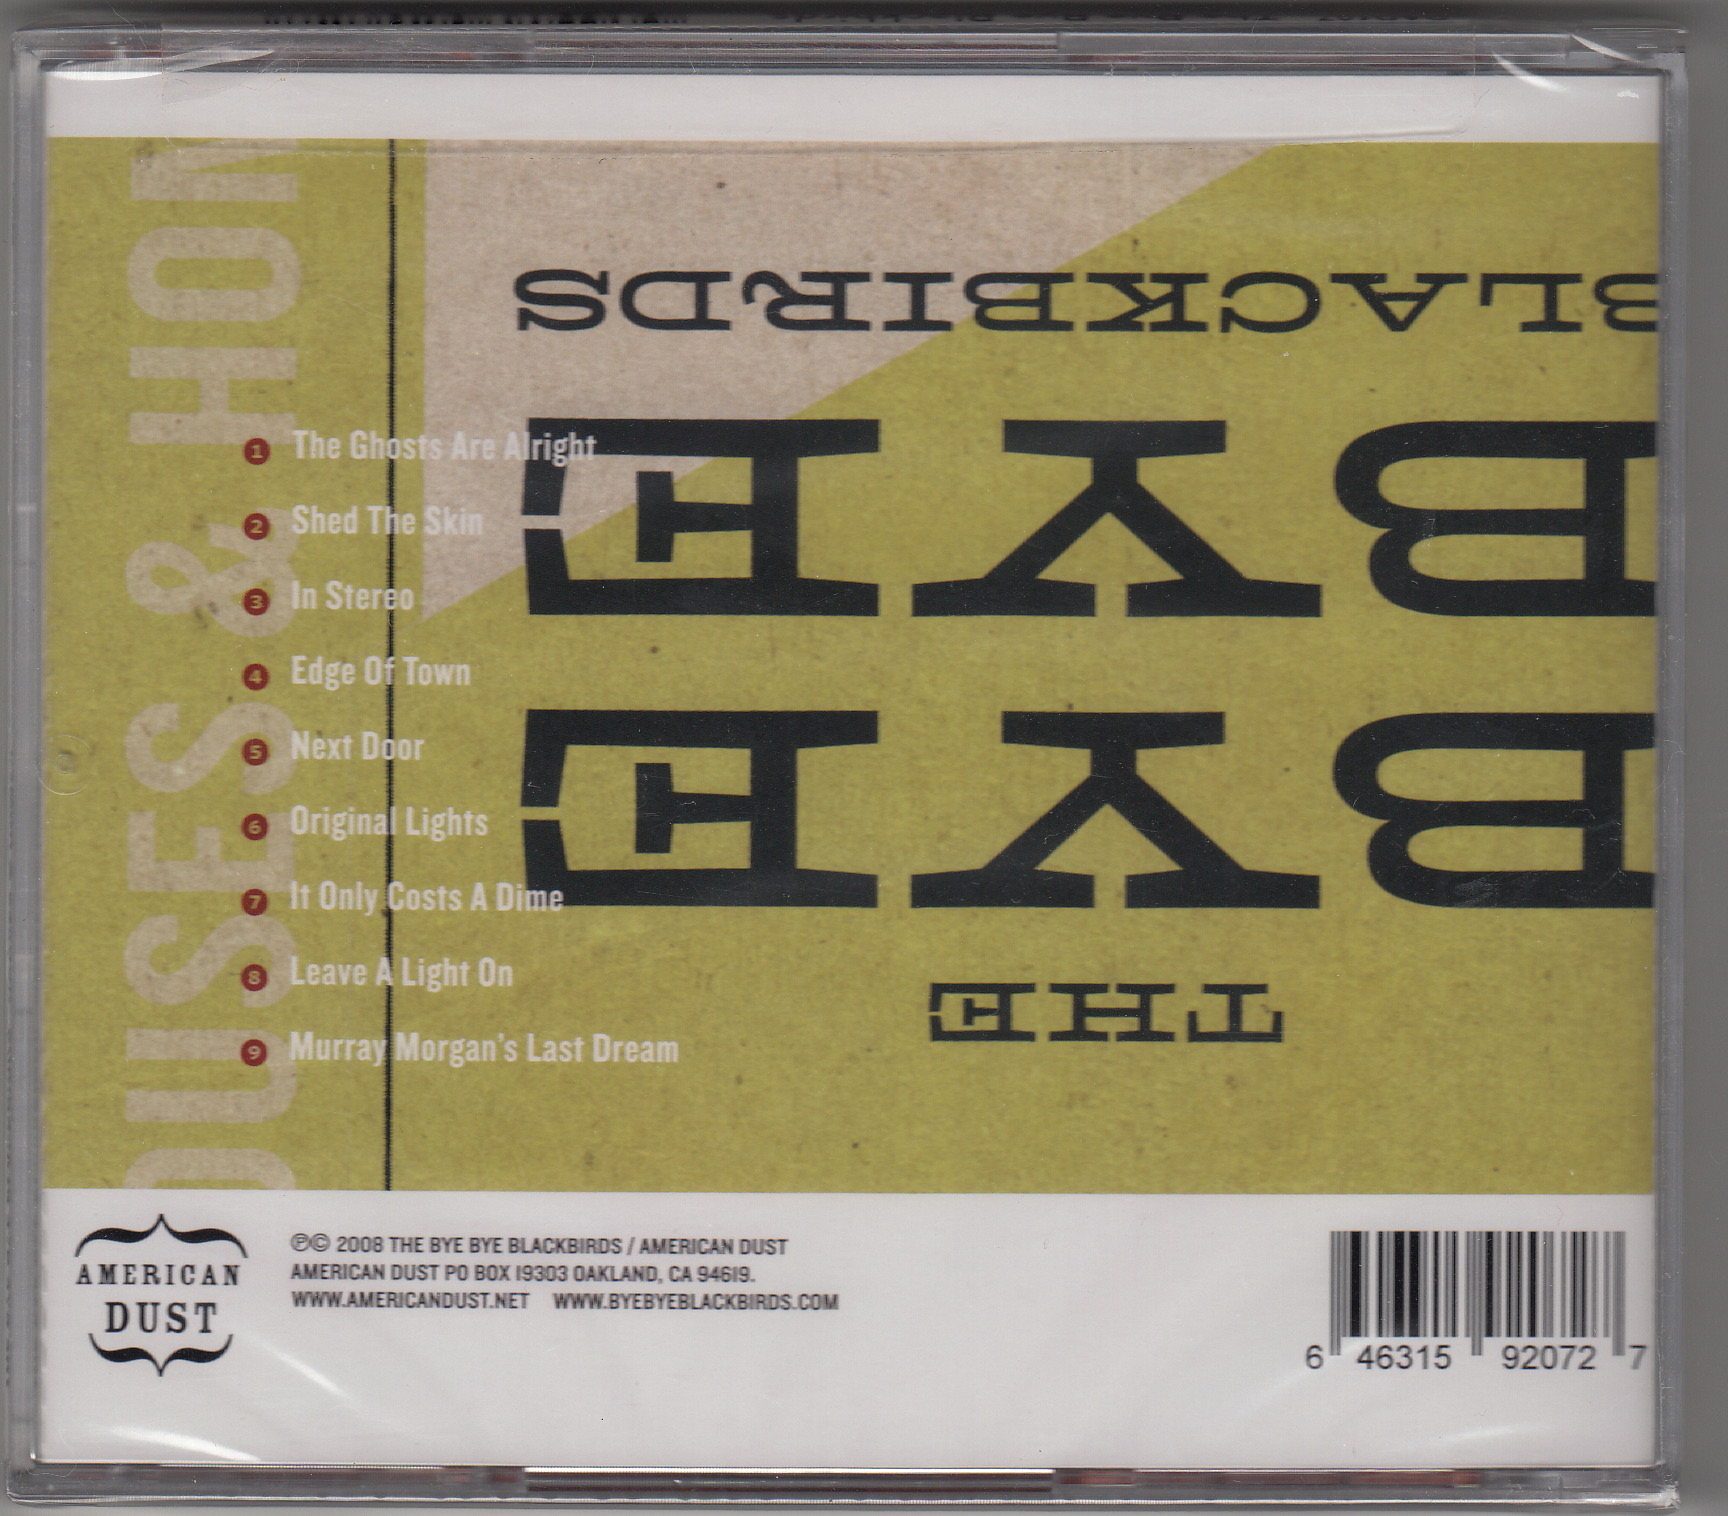 OUSES & HOM
THE
BYE
BYE
BLACKBIRDS
1 The Ghosts Are Alright
2 Shed The Skin
3 In Stereo
4 Edge Of Town
5 Next Door
6 Original Lights
7 It Only Costs A Dime
8 Leave A Light On
9 Murray Morgan's Last Dream
AMERICAN
DUST
℗© 2008 THE BYE BYE BLACKBIRDS / AMERICAN DUST
AMERICAN DUST PO BOX 19303 OAKLAND, CA 94619.
WWW.AMERICANDUST.NET WWW.BYEBYEBLACKBIRDS.COM
6 46315 92072 7